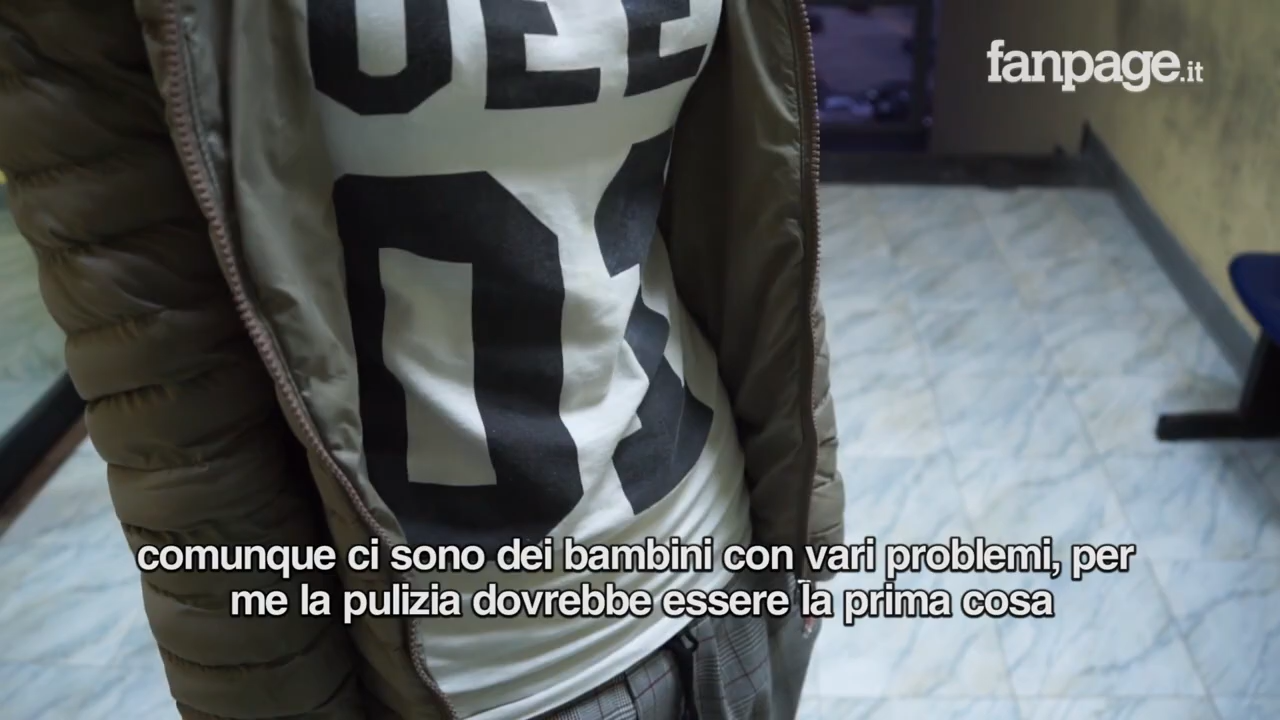 fanpage.it
comunque ci sono dei bambini con vari problemi, per
me la pulizia dovrebbe essere la prima cosa